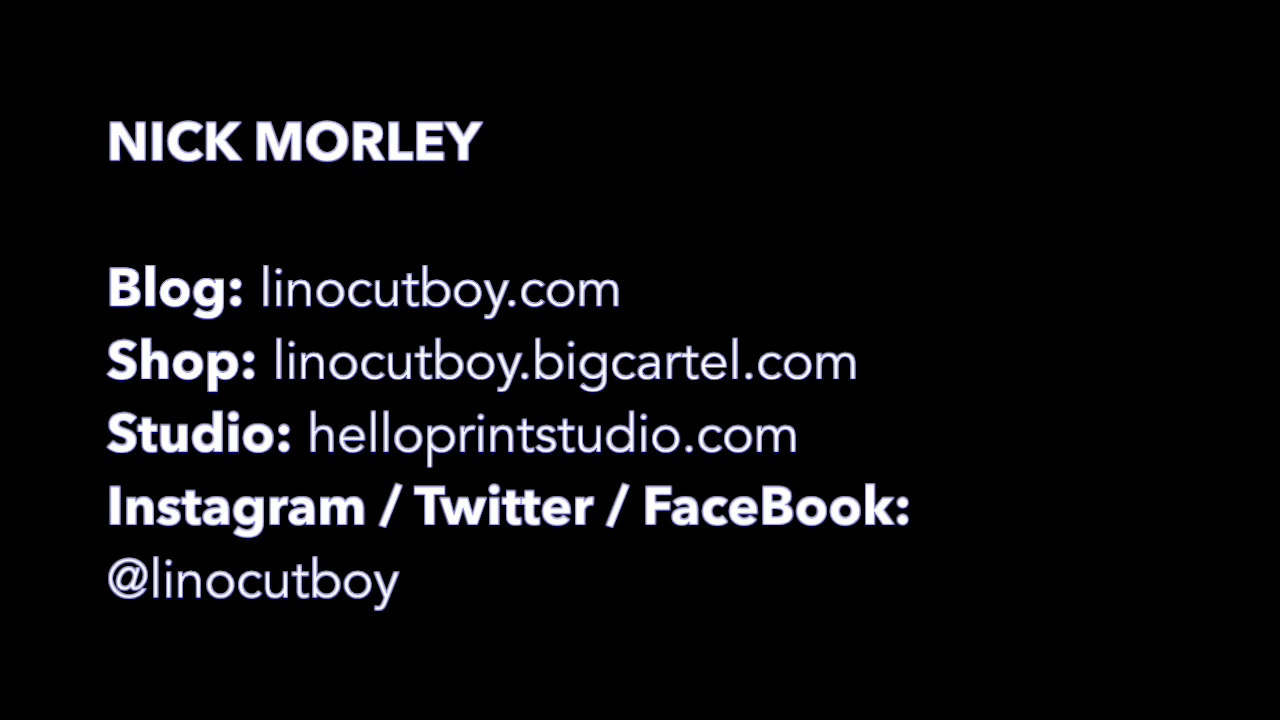 NICK MORLEY
Blog: linocutboy.com
Shop: linocutboy.bigcartel.com
Studio: helloprintstudio.com
Instagram / Twitter / FaceBook:
@linocutboy